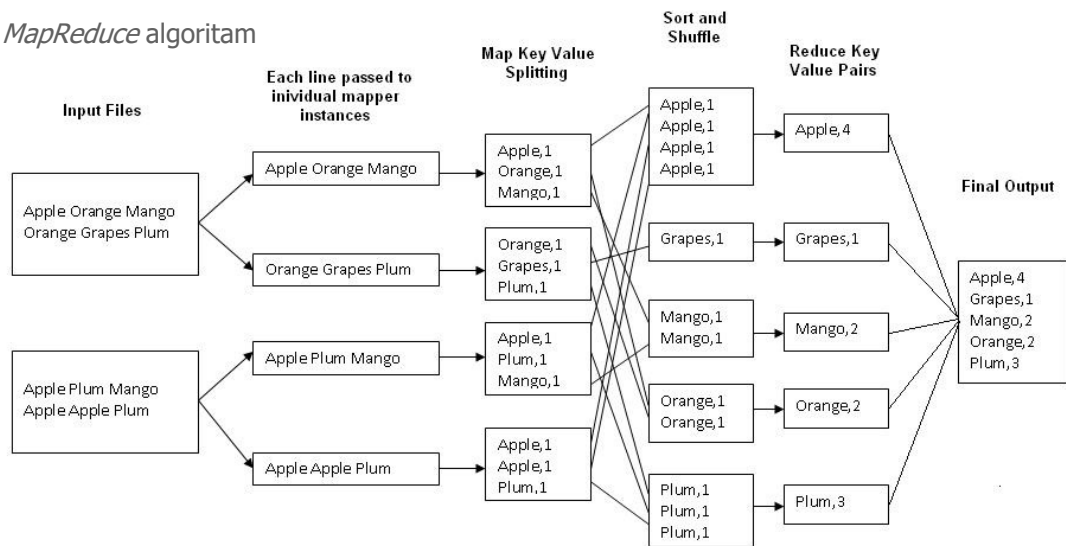 MapReduce algoritam
Input Files
Each line passed to
inividual mapper
instances
Map Key Value
Splitting
Sort and
Shuffle
Reduce Key
Value Pairs
Final Output
Apple Orange Mango
Orange Grapes Plum
Apple Plum Mango
Apple Apple Plum
Apple Orange Mango
Orange Grapes Plum
Apple Plum Mango
Apple Apple Plum
Apple,1
Orange,1
Mango,1
Orange,1
Grapes,1
Plum,1
Apple,1
Plum,1
Mango,1
Apple,1
Apple,1
Plum,1
Apple,1
Apple,1
Apple,1
Apple,1
Grapes,1
Mango,1
Mango,1
Orange,1
Orange,1
Plum,1
Plum,1
Plum,1
Apple,4
Grapes,1
Mango,2
Orange,2
Plum,3
Apple,4
Grapes,1
Mango,2
Orange,2
Plum,3